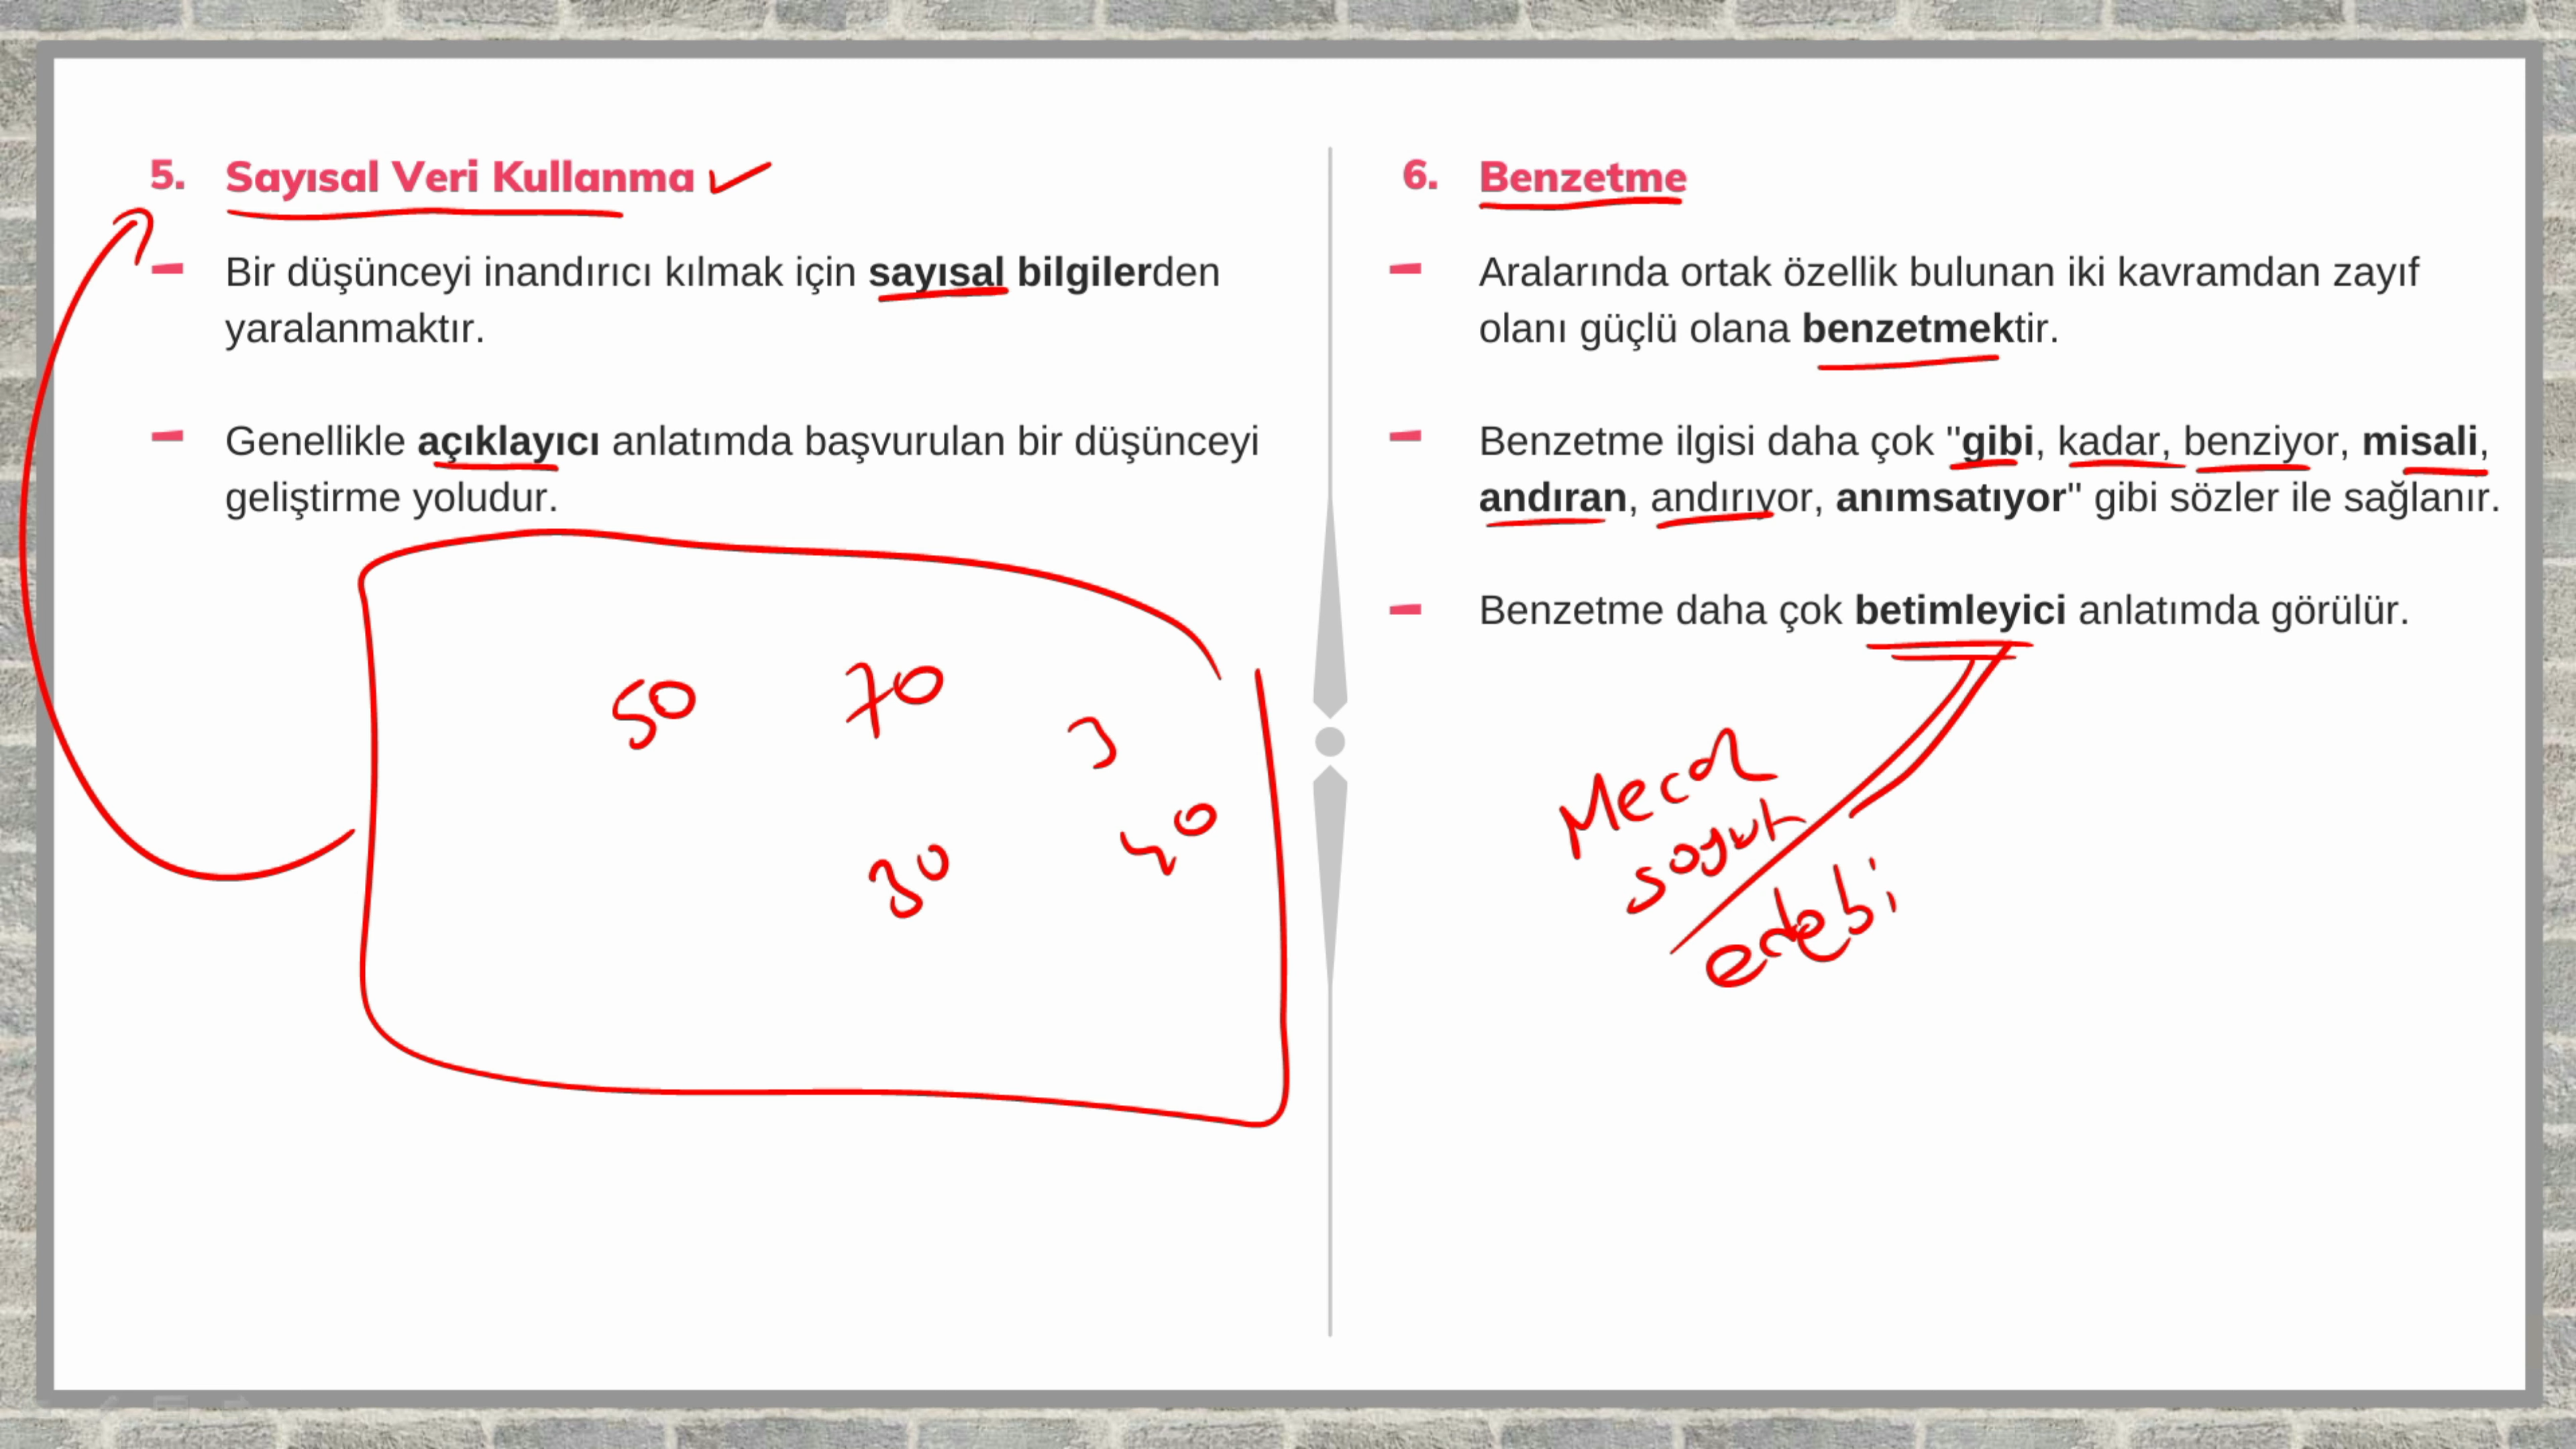 5. Sayısal Veri Kullanma
Bir düşünceyi inandırıcı kılmak için sayısal bilgilerden
yaralanmaktır.
Genellikle açıklayıcı anlatımda başvurulan bir düşünceyi
geliştirme yoludur.
50 70
3
40
30
6. Benzetme
Aralarında ortak özellik bulunan iki kavramdan zayıf
olanı güçlü olana benzetmektir.
Benzetme ilgisi daha çok "gibi, kadar, benziyor, misali,
andıran, andırıyor, anımsatıyor" gibi sözler ile sağlanır.
Benzetme daha çok betimleyici anlatımda görülür.
soyut
edebi